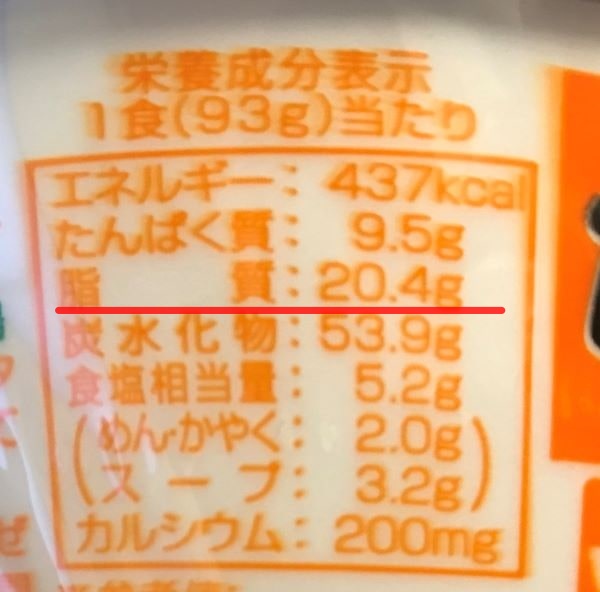 栄養成分表示
1食(93g)当たり
エネルギー: 437kcal
たんぱく質: 9.5g
脂質: 20.4g
炭水化物: 53.9g
食塩相当量: 5.2g
(めん・かやく: 2.0g)
(スープ: 3.2g)
カルシウム: 200mg